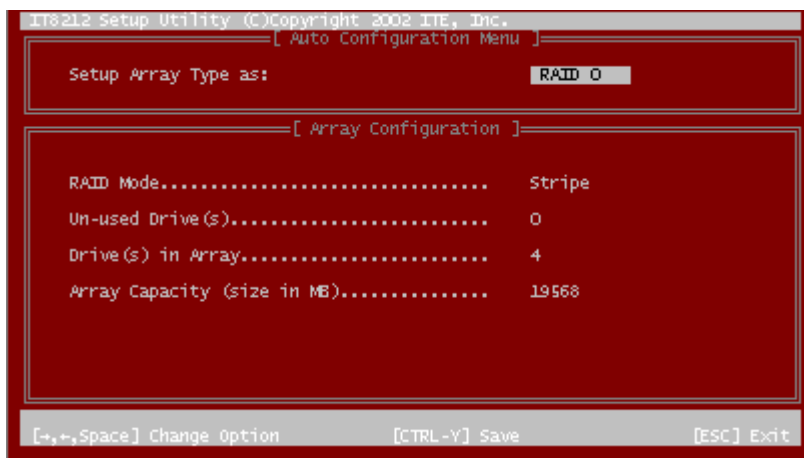 IT8212 Setup Utility (C)Copyright 2002 ITE, Inc.
[ Auto Configuration Menu ]
Setup Array Type as: RAID 0
[ Array Configuration ]
RAID Mode................................. Stripe
Un-used Drive(s).......................... 0
Drive(s) in Array......................... 4
Array Capacity (size in MB)............... 19568
[→,←,Space] Change Option [CTRL-Y] Save [ESC] Exit